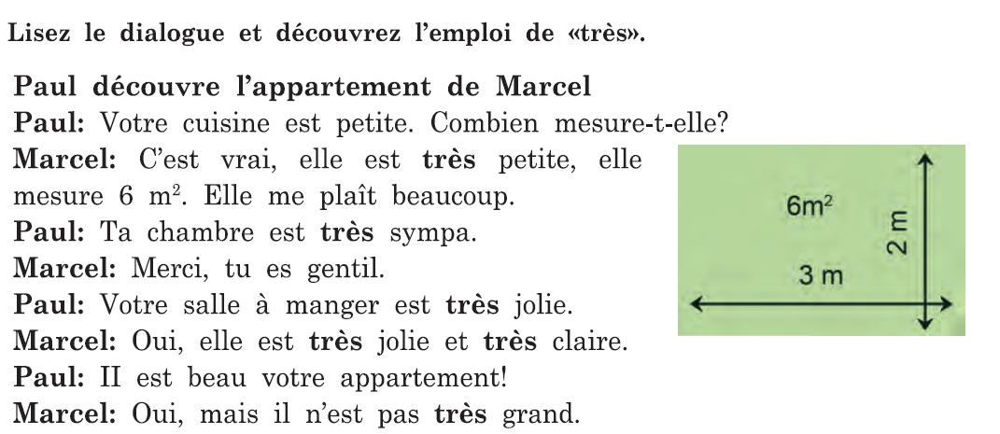 Lisez le dialogue et découvrez l'emploi de «très».
Paul découvre l'appartement de Marcel
Paul: Votre cuisine est petite. Combien mesure-t-elle?
Marcel: C'est vrai, elle est très petite, elle
mesure 6 m². Elle me plaît beaucoup.
Paul: Ta chambre est très sympa.
Marcel: Merci, tu es gentil.
Paul: Votre salle à manger est très jolie.
Marcel: Oui, elle est très jolie et très claire.
Paul: II est beau votre appartement!
Marcel: Oui, mais il n'est pas très grand.
6m²
2 m
3 m